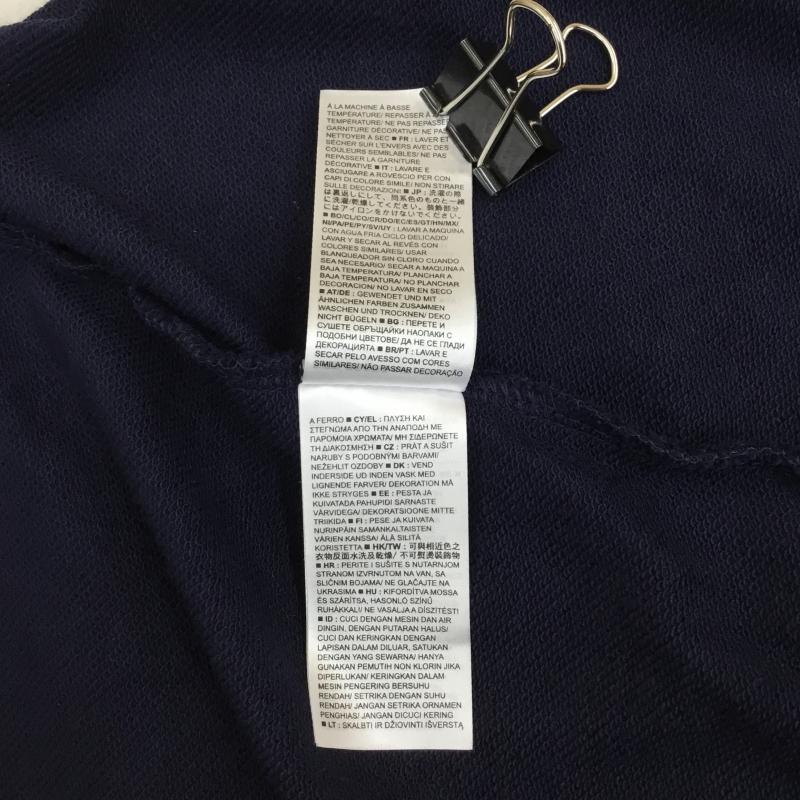 À LA MACHINE À BASSE
TEMPÉRATURE/ REPASSER À
TEMPÉRATURE/ NE PAS REPASSER
GARNITURE DÉCORATIVE/ NE PAS
NETTOYER À SEC ■ FR : LAVER ET
SÉCHER SUR L'ENVERS AVEC DES
COULEURS SEMBLABLES/ NE PAS
REPASSER LA GARNITURE
DÉCORATIVE ■ IT : LAVARE E
ASCIUGARE A ROVESCIO PER CON
CAPI DI COLORE SIMILE/ NON STIRARE
SULLE DECORAZIONI ■ JP : 洗濯の際
は裏返しにして、同系色のものと一緒
に洗濯/乾燥してください。装飾部分
にはアイロンをかけないでください。
■ BO/CL/CO/CR/DO/EC/ES/GT/HN/MX/
NI/PA/PE/PY/SV/UY : LAVAR A MAQUINA
CON AGUA FRIA CICLO DELICADO/
LAVAR Y SECAR AL REVÉS CON
COLORES SIMILARES/ USAR
BLANQUEADOR SIN CLORO CUANDO
SEA NECESARIO/ SECAR A MAQUINA A
BAJA TEMPERATURA/ PLANCHAR A
BAJA TEMPERATURA/ NO PLANCHAR
DECORACION/ NO LAVAR EN SECO
■ AT/DE : GEWENDET UND MIT
ÄHNLICHEN FARBEN ZUSAMMEN
WASCHEN UND TROCKNEN/ DEKO
NICHT BÜGELN ■ BG : ПЕРЕТЕ И
СУШЕТЕ ОБРЪЩАЙКИ НАОПАКИ С
ПОДОБНИ ЦВЕТОВЕ/ ДА НЕ СЕ ГЛАДИ
ДЕКОРАЦИЯТА ■ BR/PT : LAVAR E
SECAR PELO AVESSO COM CORES
SIMILARES/ NÃO PASSAR DECORAÇÃO
A FERRO ■ CY/EL : ΠΛΥΣΗ ΚΑΙ
ΣΤΕΓΝΩΜΑ ΑΠΟ ΤΗΝ ΑΝΑΠΟΔΗ ΜΕ
ΠΑΡΟΜΟΙΑ ΧΡΩΜΑΤΑ/ ΜΗ ΣΙΔΕΡΩΝΕΤΕ
ΤΗ ΔΙΑΚΟΣΜΗΣΗ ■ CZ : PRÁT A SUŠIT
NARUBY S PODOBNÝMI BARVAMI/
NEŽEHLIT OZDOBY ■ DK : VEND
INDERSIDE UD INDEN VASK MED
LIGNENDE FARVER/ DEKORATION MÅ
IKKE STRYGES ■ EE : PESTA JA
KUIVATADA PAHUPIDI SARNASTE
VÄRVIDEGA/ DEKORATSIOONE MITTE
TRIIKIDA ■ FI : PESE JA KUIVATA
NURINPÄIN SAMANKALTAISTEN
VÄRIEN KANSSA/ ÄLÄ SILITÄ
KORISTETTA ■ HK/TW : 可與相近色之
衣物反面水洗及乾燥/ 不可熨燙裝飾物
■ HR : PERITE I SUŠITE S NUTARNJOM
STRANOM IZVRNUTOM NA VAN, SA
SLIČNIM BOJAMA/ NE GLAČAJTE NA
UKRASIMA ■ HU : KIFORDÍTVA MOSSA
ÉS SZÁRÍTSA, HASONLÓ SZÍNŰ
RUHÁKKAL// NE VASALJA A DÍSZÍTÉST!
■ ID : CUCI DENGAN MESIN DAN AIR
DINGIN, DENGAN PUTARAN HALUS/
CUCI DAN KERINGKAN DENGAN
LAPISAN DALAM DILUAR, SATUKAN
DENGAN YANG SEWARNA/ HANYA
GUNAKAN PEMUTIH NON KLORIN JIKA
DIPERLUKAN/ KERINGKAN DALAM
MESIN PENGERING BERSUHU
RENDAH/ SETRIKA DENGAN SUHU
RENDAH/ JANGAN SETRIKA ORNAMEN
PENGHIAS/ JANGAN DICUCI KERING
■ LT : SKALBTI IR DŽIOVINTI IŠVERSTĄ